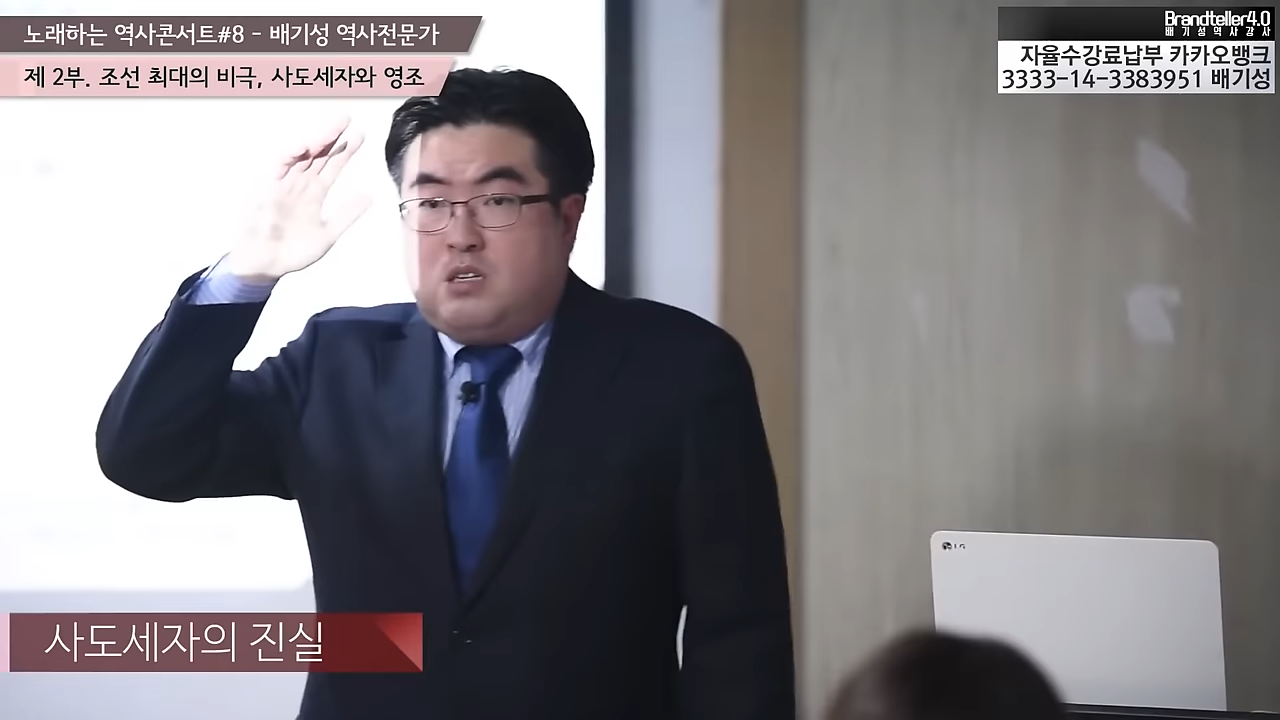 노래하는 역사콘서트#8 - 배기성 역사전문가
제 2부. 조선 최대의 비극, 사도세자와 영조
Brandteller4.0
배기성역사강사
자율수강료납부 카카오뱅크
3333-14-3383951 배기성
LG
사도세자의 진실